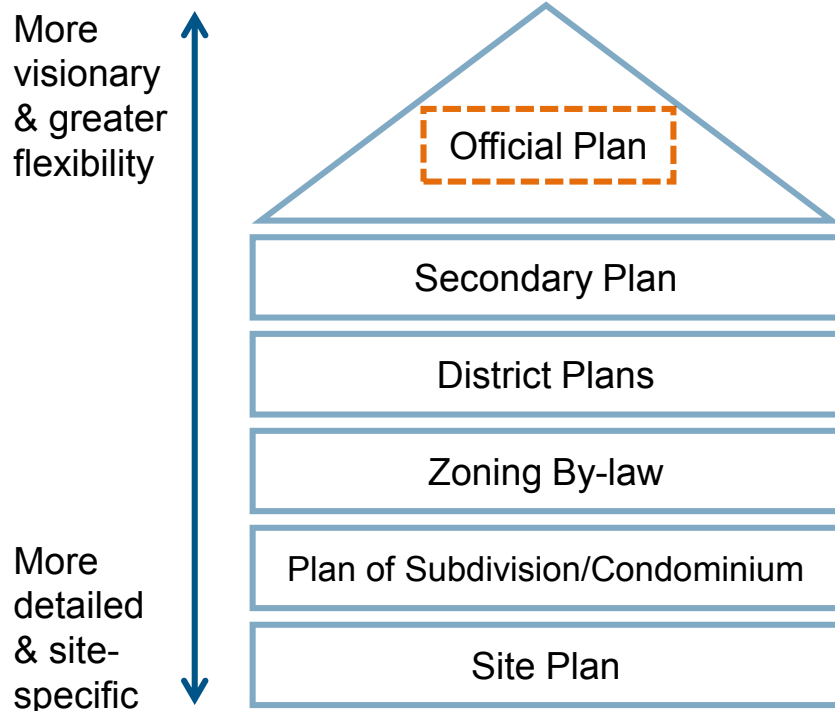 More
visionary
& greater
flexibility
Official Plan
Secondary Plan
District Plans
Zoning By-law
Plan of Subdivision/Condominium
More
detailed
& site-
specific
Site Plan